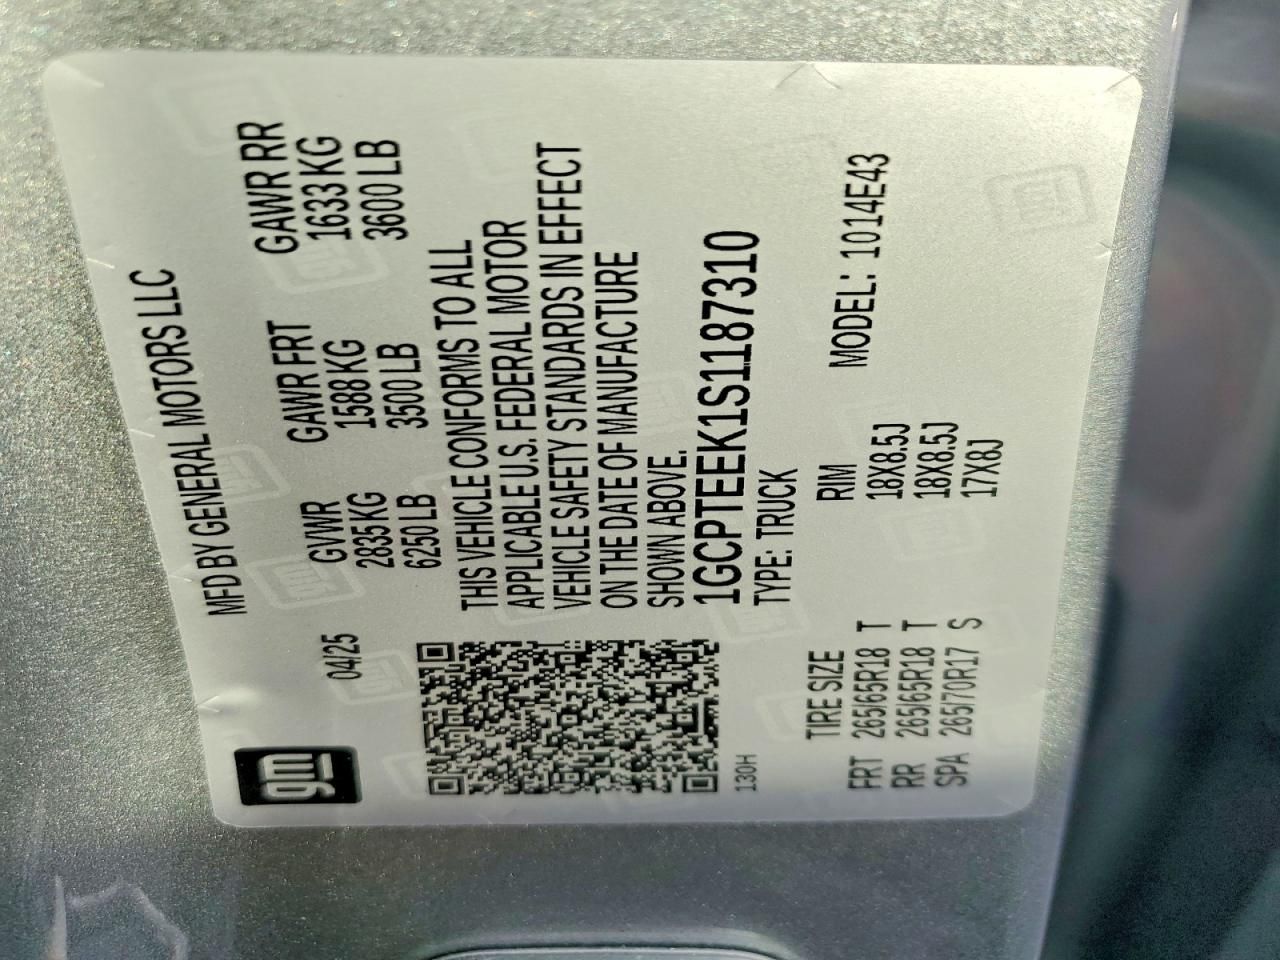 gm
MFD BY GENERAL MOTORS LLC
04/25
GVWR GAWR FRT GAWR RR
2835 KG 1588 KG 1633 KG
6250 LB 3500 LB 3600 LB
THIS VEHICLE CONFORMS TO ALL
APPLICABLE U.S. FEDERAL MOTOR
VEHICLE SAFETY STANDARDS IN EFFECT
ON THE DATE OF MANUFACTURE
SHOWN ABOVE.
1GCPTEEK1S1187310
TYPE: TRUCK
130H
TIRE SIZE RIM MODEL: 1014E43
FRT 265/65R18 T 18X8.5J
RR 265/65R18 T 18X8.5J
SPA 265/70R17 S 17X8J